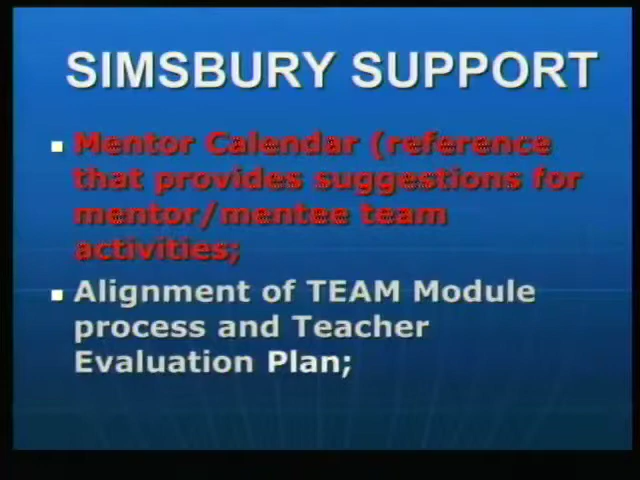 SIMSBURY SUPPORT
Mentor Calendar (reference
that provides suggestions for
mentor/mentee team
activities;
Alignment of TEAM Module
process and Teacher
Evaluation Plan;